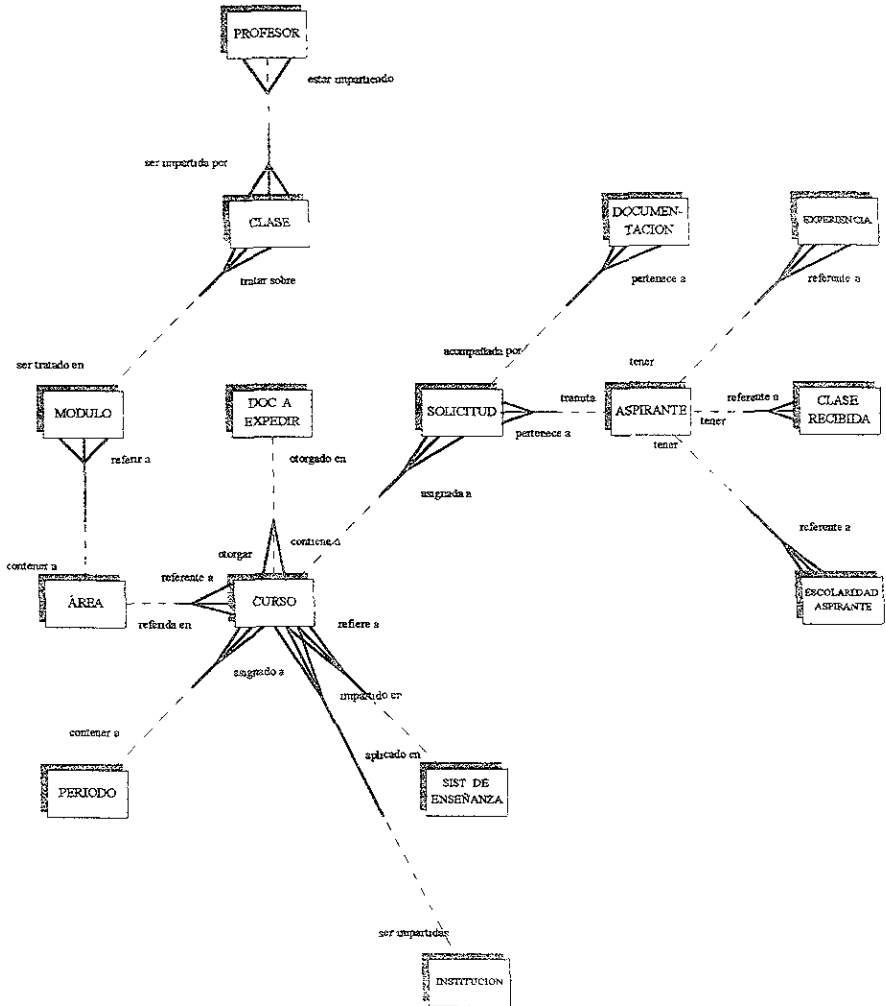 PROFESOR
estar impartiendo
ser impartida por
CLASE
DOCUMEN-
TACION
EXPERIENCIA
tratar sobre
pertenece a
referente a
acompañada por
ser tratado en
tener
MODULO
DOC A
EXPEDIR
SOLICITUD
tramita
ASPIRANTE
referente a
CLASE
RECIBIDA
pertenece a
tener
tener
referir a
otorgado en
asignada a
referente a
otorgar
contiene a
contener a
referente a
ÁREA
CURSO
ESCOLARIDAD
ASPIRANTE
referida en
refiere a
asignado a
impartido en
contener a
aplicado en
PERIODO
SIST DE
ENSEÑANZA
ser impartidas
INSTITUCION